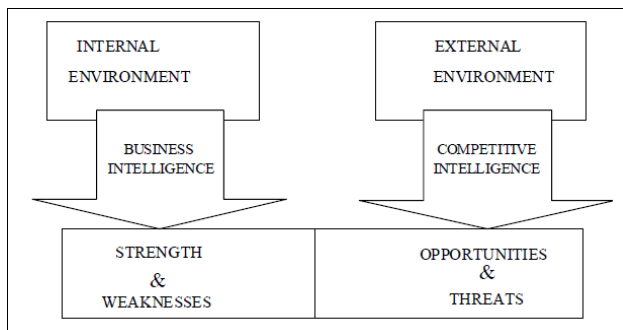 INTERNAL
ENVIRONMENT
EXTERNAL
ENVIRONMENT
BUSINESS
INTELLIGENCE
COMPETITIVE
INTELLIGENCE
STRENGTH
&
WEAKNESSES
OPPORTUNITIES
&
THREATS